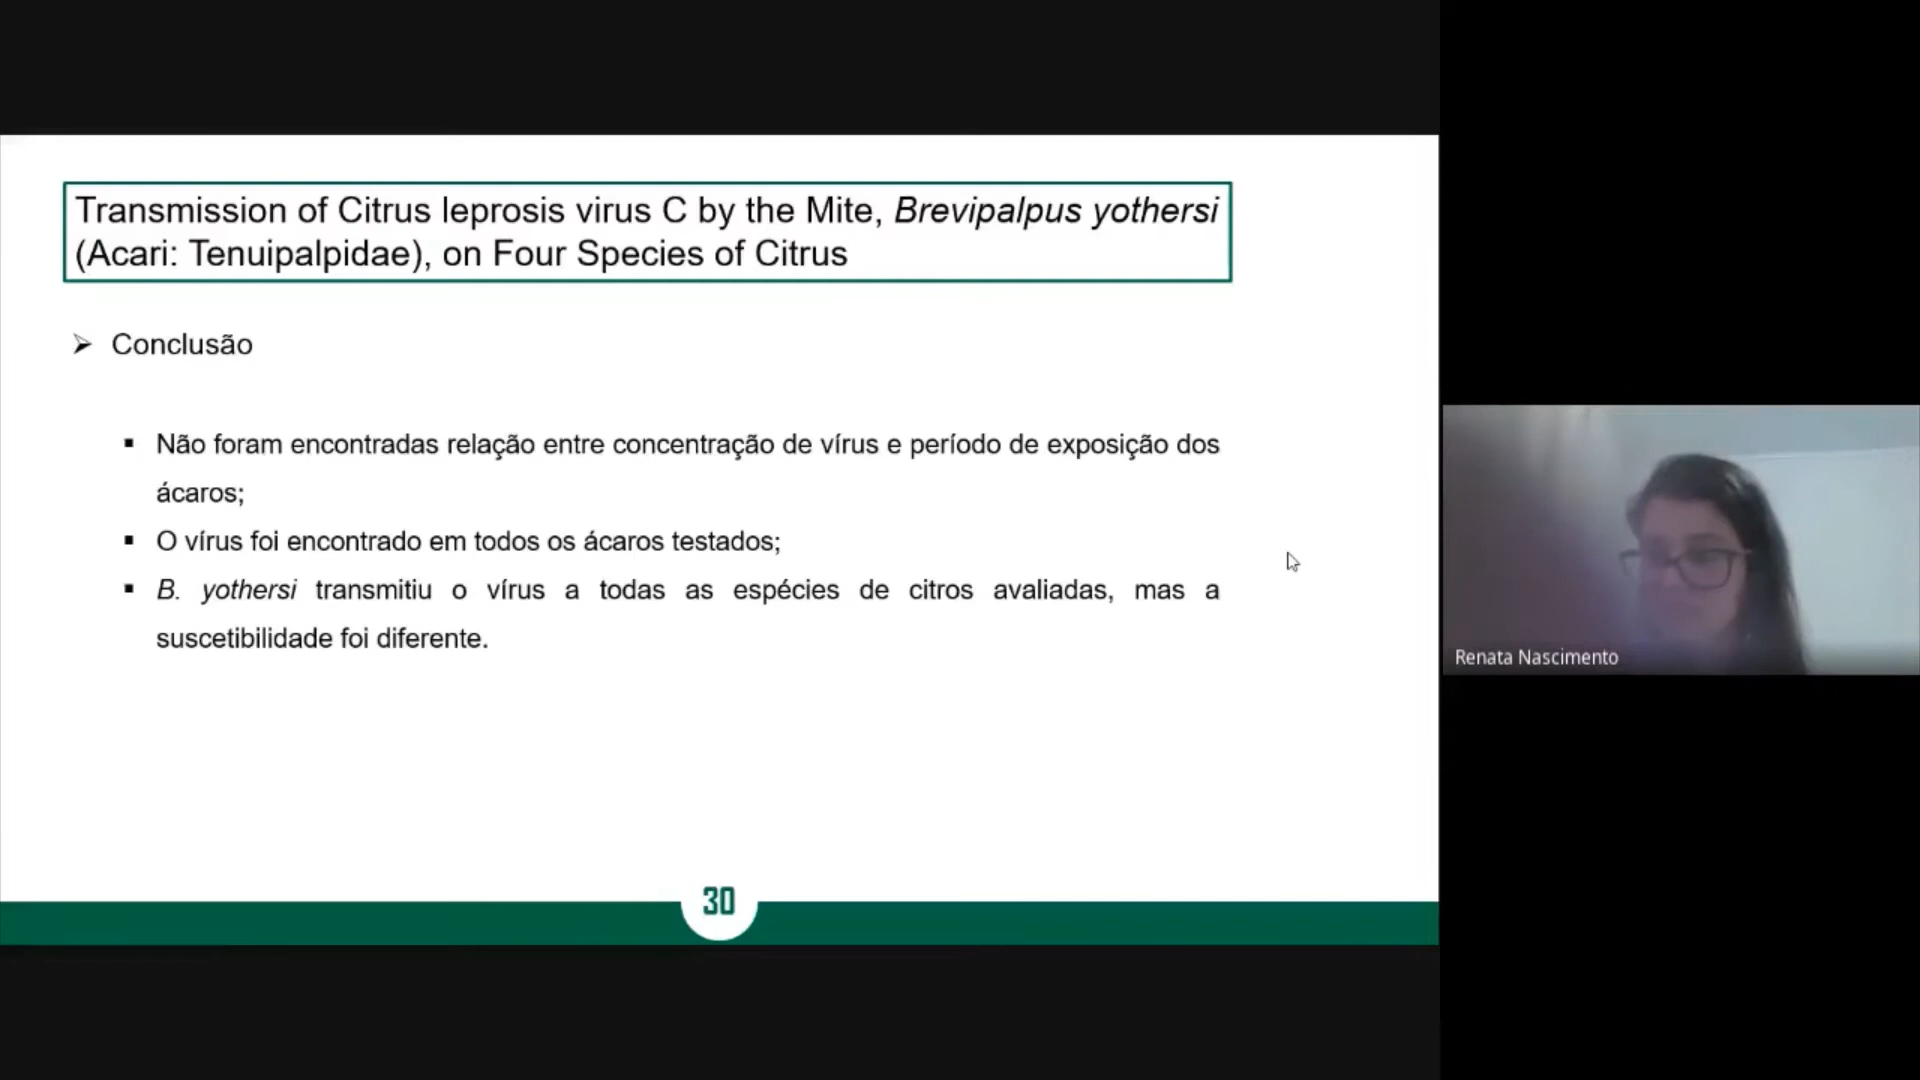 Transmission of Citrus leprosis virus C by the Mite, Brevipalpus yothersi
(Acari: Tenuipalpidae), on Four Species of Citrus
➢ Conclusão
▪ Não foram encontradas relação entre concentração de vírus e período de exposição dos
ácaros;
▪ O vírus foi encontrado em todos os ácaros testados;
▪ B. yothersi transmitiu o vírus a todas as espécies de citros avaliadas, mas a
suscetibilidade foi diferente.
Renata Nascimento
30